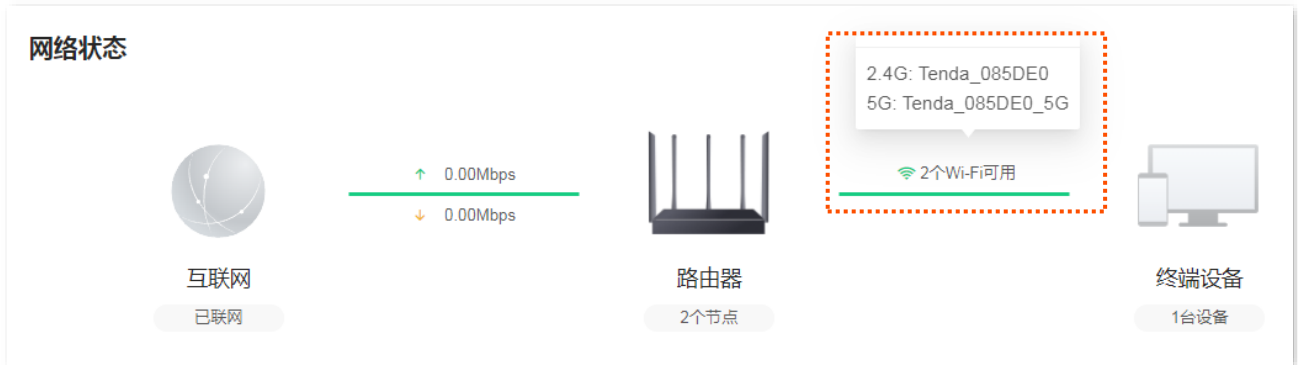 网络状态
2.4G: Tenda_085DE0
5G: Tenda_085DE0_5G
↑ 0.00Mbps
2个Wi-Fi可用
↓ 0.00Mbps
互联网
路由器
终端设备
已联网
2个节点
1台设备